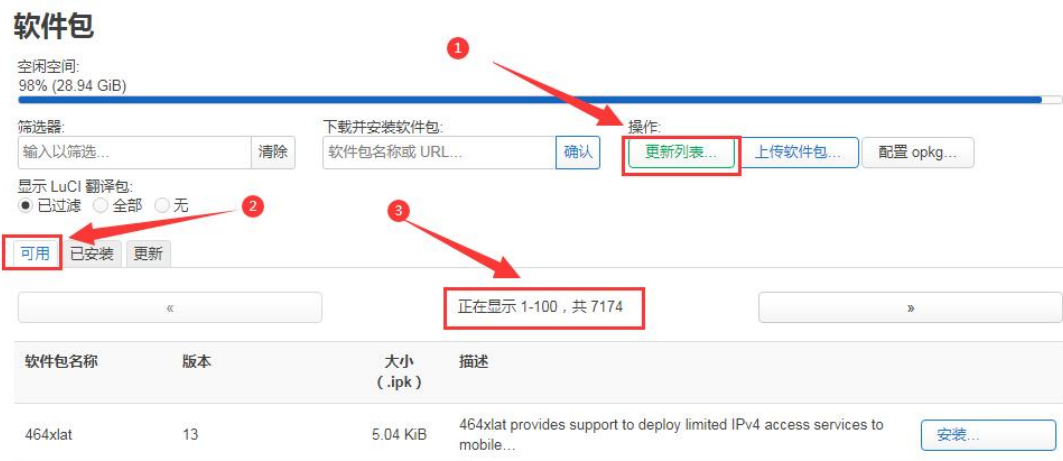 软件包
空闲空间:
98% (28.94 GiB)
1
筛选器:
下载并安装软件包:
操作:
输入以筛选...
清除
软件包名称或 URL...
确认
更新列表...
上传软件包...
配置 opkg...
显示 LuCI 翻译包:
已过滤 全部 无
2
3
可用 已安装 更新
«
正在显示 1-100，共 7174
»
软件包名称 版本 大小 描述
（.ipk）
464xlat 13 5.04 KiB 464xlat provides support to deploy limited IPv4 access services to
mobile…
安装...